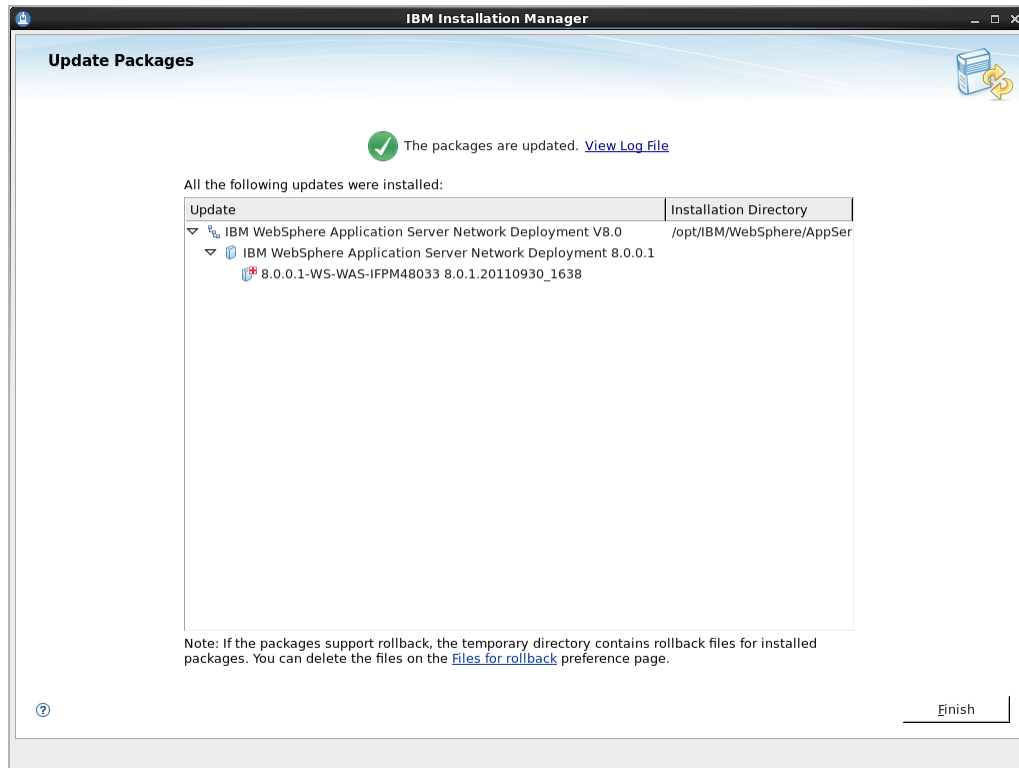 IBM Installation Manager
Update Packages
The packages are updated. View Log File
All the following updates were installed:
Update Installation Directory
IBM WebSphere Application Server Network Deployment V8.0 /opt/IBM/WebSphere/AppSer
IBM WebSphere Application Server Network Deployment 8.0.0.1
8.0.0.1-WS-WAS-IFPM48033 8.0.1.20110930_1638
Note: If the packages support rollback, the temporary directory contains rollback files for installed
packages. You can delete the files on the Files for rollback preference page.
Finish